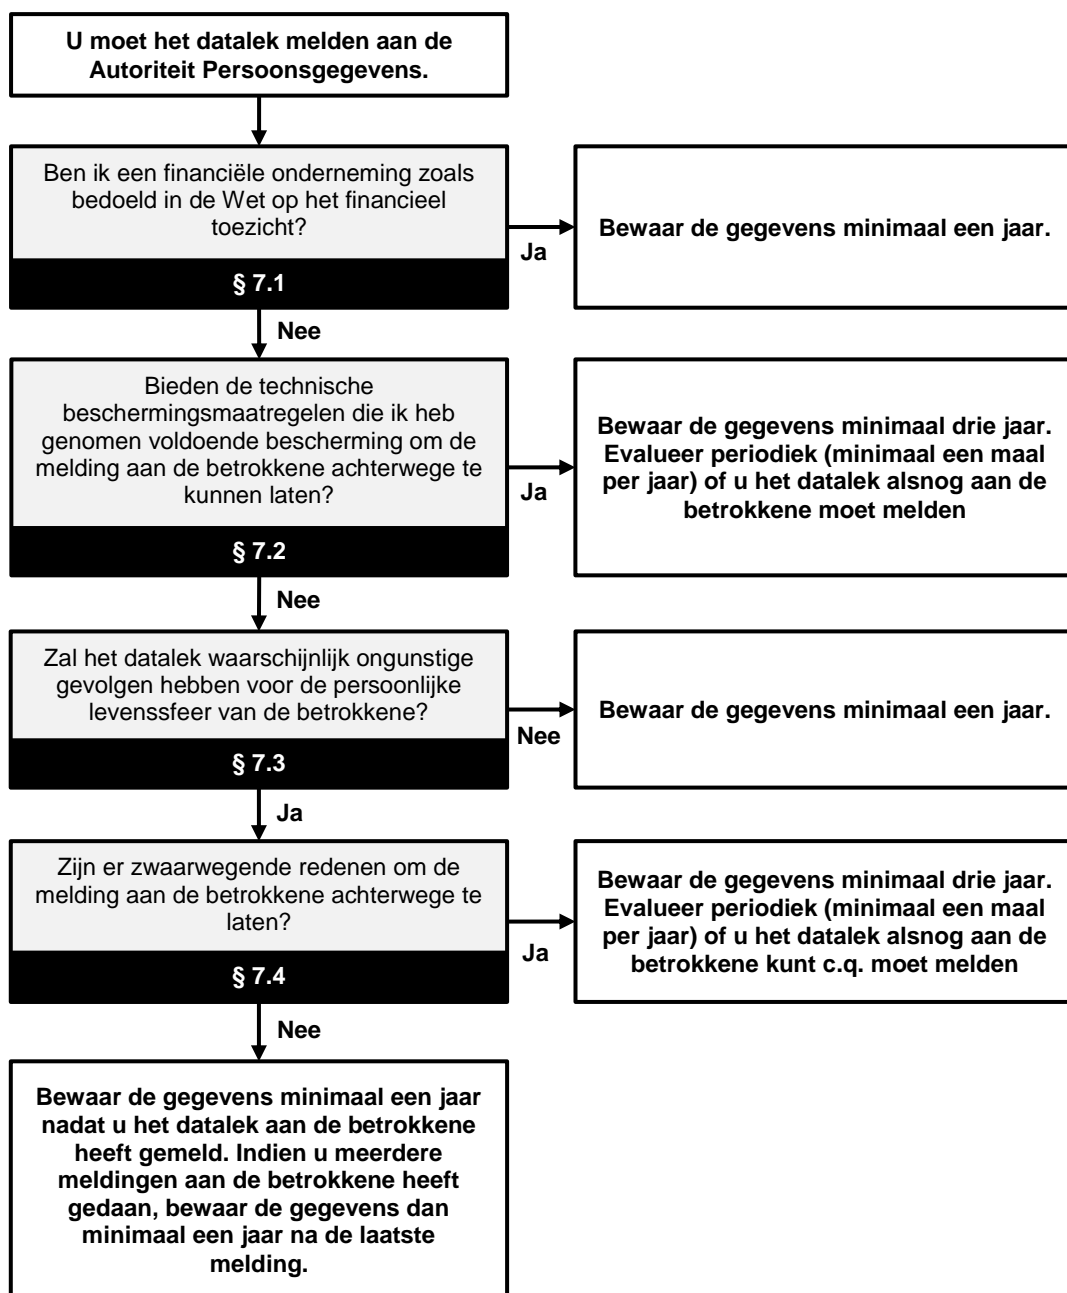 U moet het datalek melden aan de
Autoriteit Persoonsgegevens.
Ben ik een financiële onderneming zoals
bedoeld in de Wet op het financieel
toezicht?
§ 7.1
Ja
Bewaar de gegevens minimaal een jaar.
Nee
Bieden de technische
beschermingsmaatregelen die ik heb
genomen voldoende bescherming om de
melding aan de betrokkene achterwege te
kunnen laten?
§ 7.2
Ja
Bewaar de gegevens minimaal drie jaar.
Evalueer periodiek (minimaal een maal
per jaar) of u het datalek alsnog aan de
betrokkene moet melden
Nee
Zal het datalek waarschijnlijk ongunstige
gevolgen hebben voor de persoonlijke
levenssfeer van de betrokkene?
§ 7.3
Nee
Bewaar de gegevens minimaal een jaar.
Ja
Zijn er zwaarwegende redenen om de
melding aan de betrokkene achterwege te
laten?
§ 7.4
Ja
Bewaar de gegevens minimaal drie jaar.
Evalueer periodiek (minimaal een maal
per jaar) of u het datalek alsnog aan de
betrokkene kunt c.q. moet melden
Nee
Bewaar de gegevens minimaal een jaar
nadat u het datalek aan de betrokkene
heeft gemeld. Indien u meerdere
meldingen aan de betrokkene heeft
gedaan, bewaar de gegevens dan
minimaal een jaar na de laatste
melding.